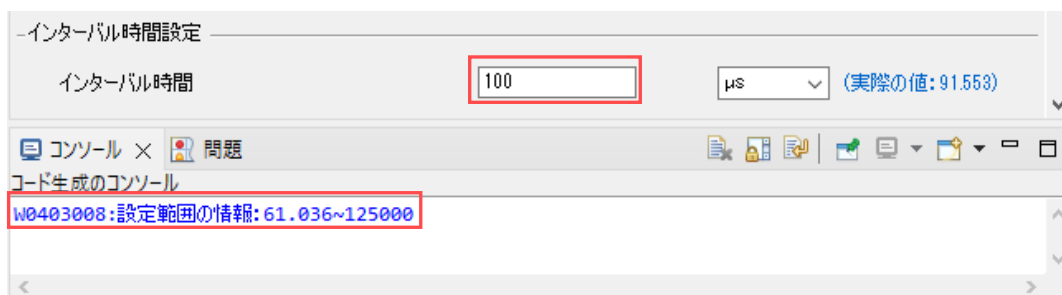 インターバル時間設定
インターバル時間 100 µs (実際の値: 91.553)
コンソール 問題
コード生成のコンソール
W0403008:設定範囲の情報:61.036~125000